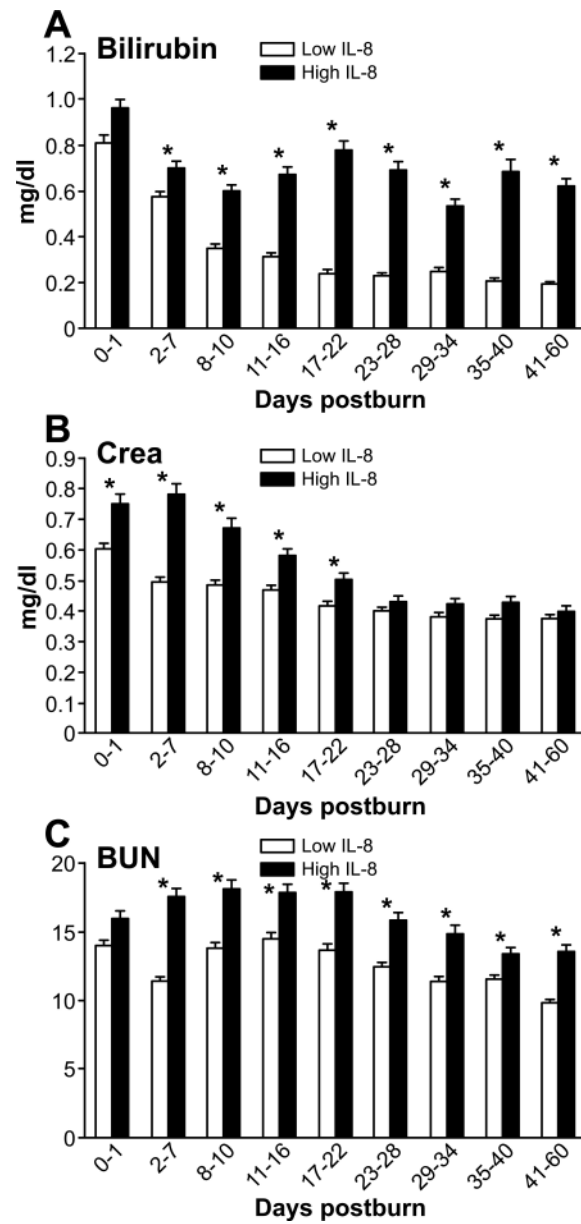 A
Bilirubin
Low IL-8
High IL-8
1.2
1.0
0.8
0.6
0.4
0.2
0
mg/dl
* * * * * * * *
0-1 2-7 8-10 11-16 17-22 23-28 29-34 35-40 41-60
Days postburn
B
Crea
Low IL-8
High IL-8
0.9
0.8
0.7
0.6
0.5
0.4
0.3
0.2
0.1
0
mg/dl
* * * * *
0-1 2-7 8-10 11-16 17-22 23-28 29-34 35-40 41-60
Days postburn
C
BUN
Low IL-8
High IL-8
20
15
10
5
0
* * * * * * * *
0-1 2-7 8-10 11-16 17-22 23-28 29-34 35-40 41-60
Days postburn